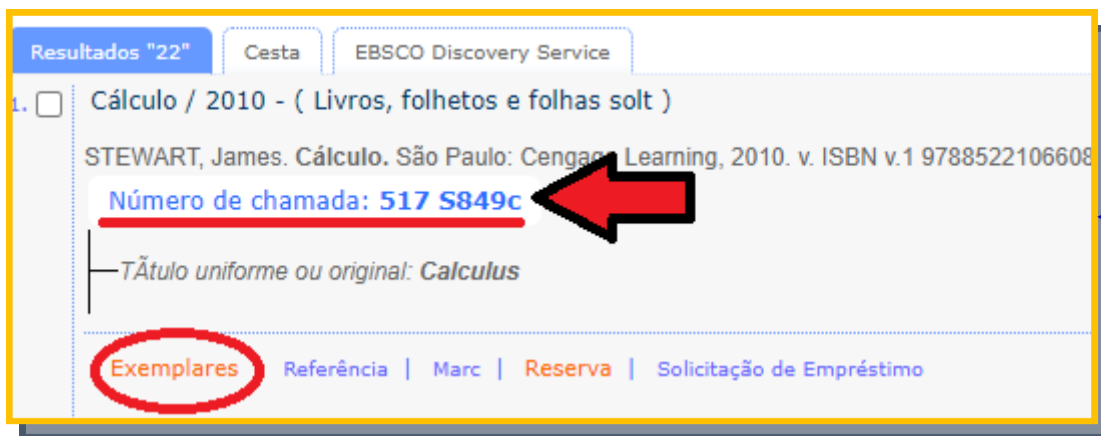 Resultados "22" Cesta EBSCO Discovery Service
1. Cálculo / 2010 - ( Livros, folhetos e folhas solt )
STEWART, James. Cálculo. São Paulo: Cengage Learning, 2010. v. ISBN v.1 9788522106608
Número de chamada: 517 S849c
TÃtulo uniforme ou original: Calculus
Exemplares Referência | Marc | Reserva | Solicitação de Empréstimo